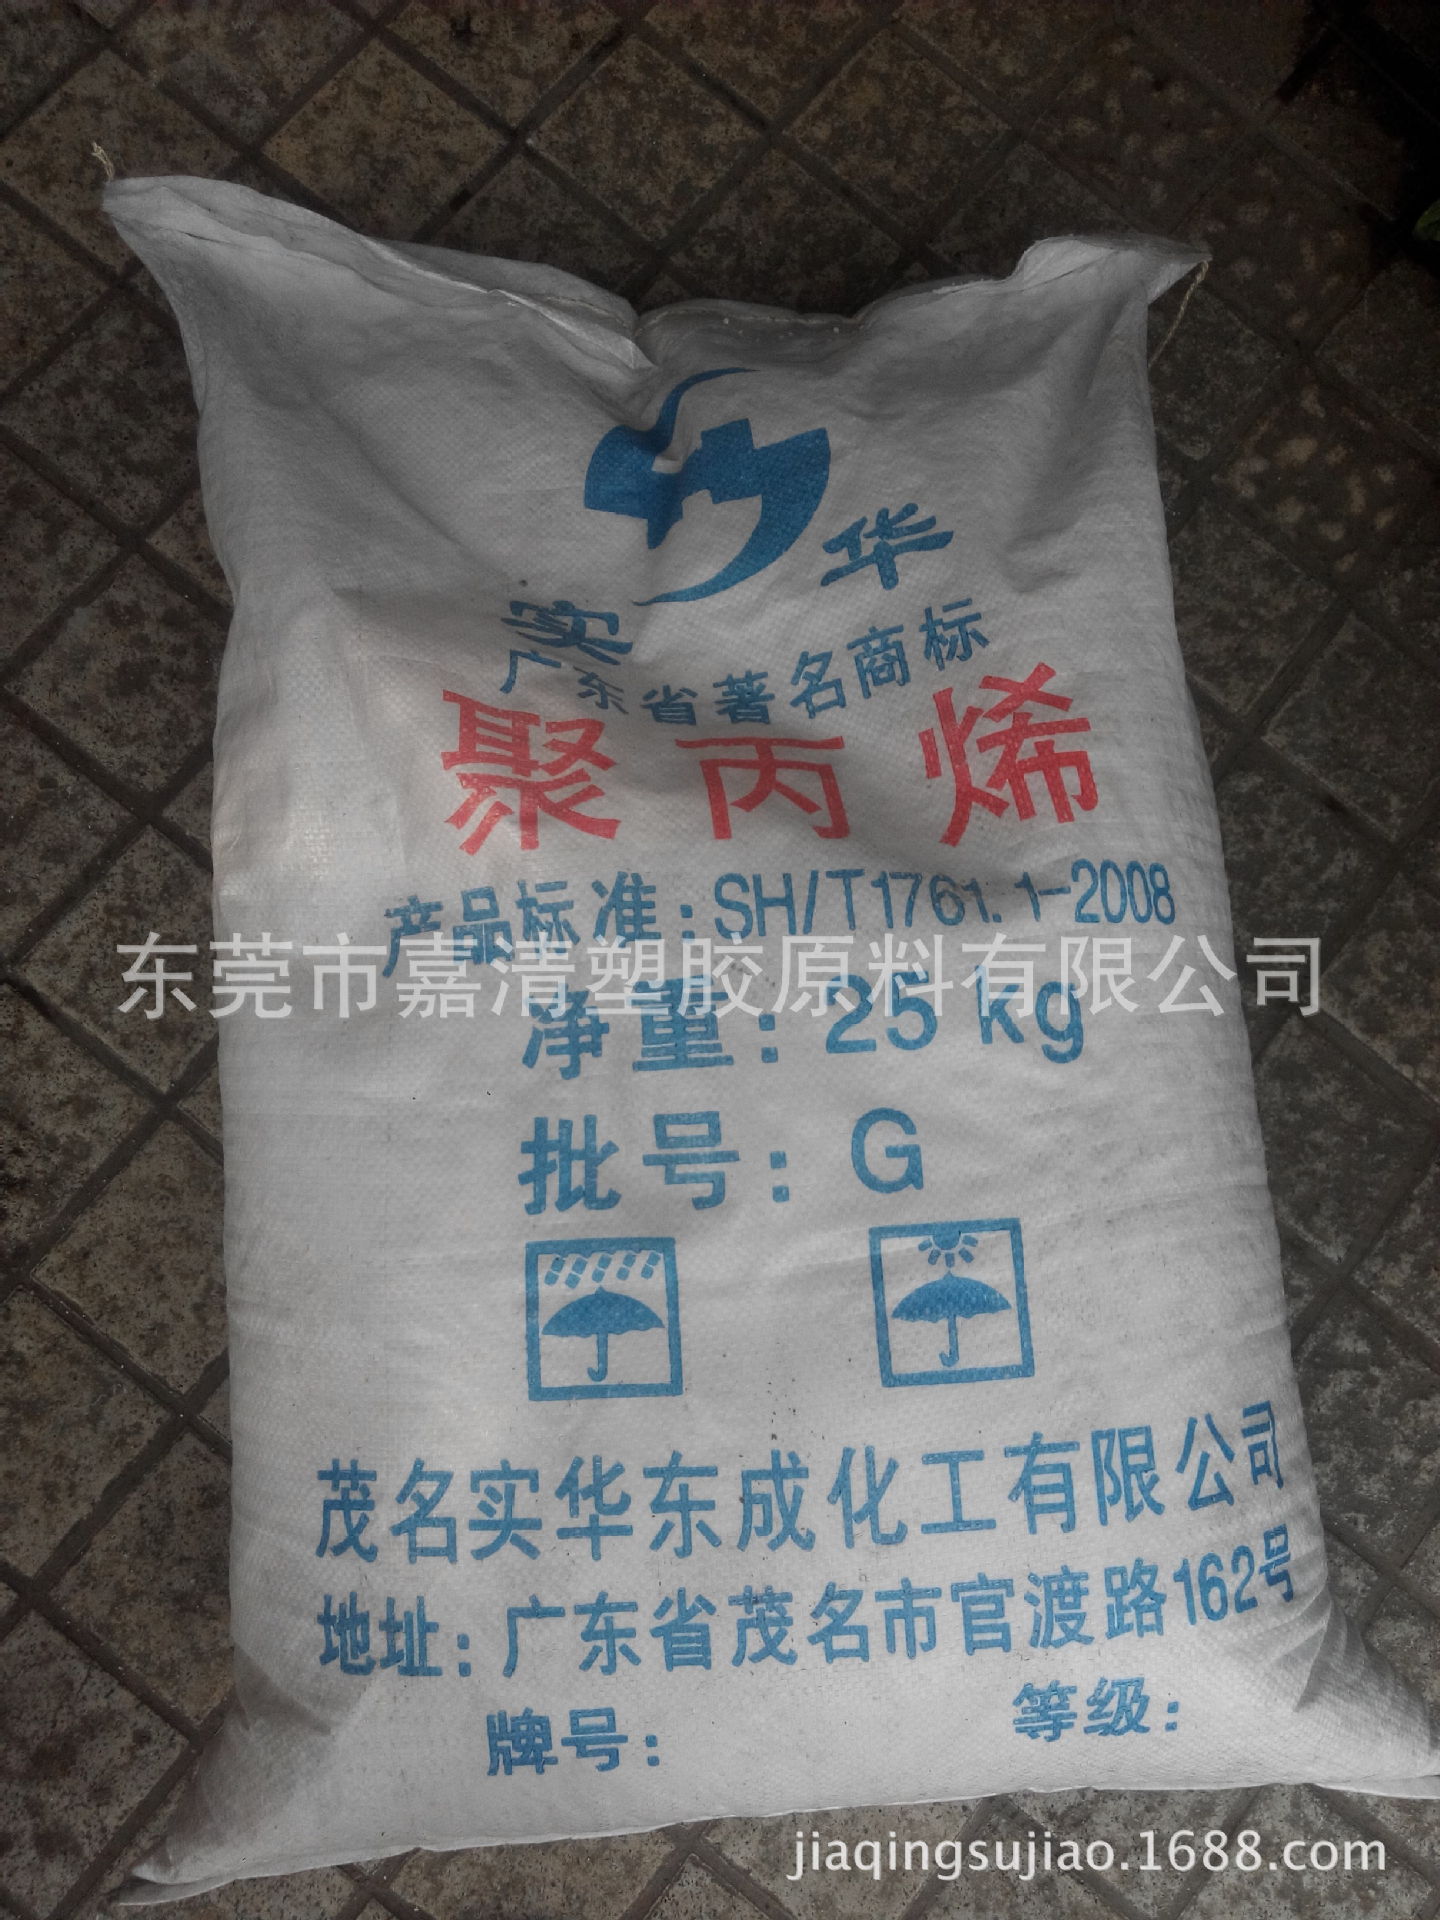 实 华
广东省著名商标
聚丙烯
产品标准:SH/T1761.1-2008
东莞市嘉清塑胶原料有限公司
净重:25kg
批号:G
茂名实华东成化工有限公司
地址:广东省茂名市官渡路162号
牌号: 等级:
jiaqingsujiao.1688.com